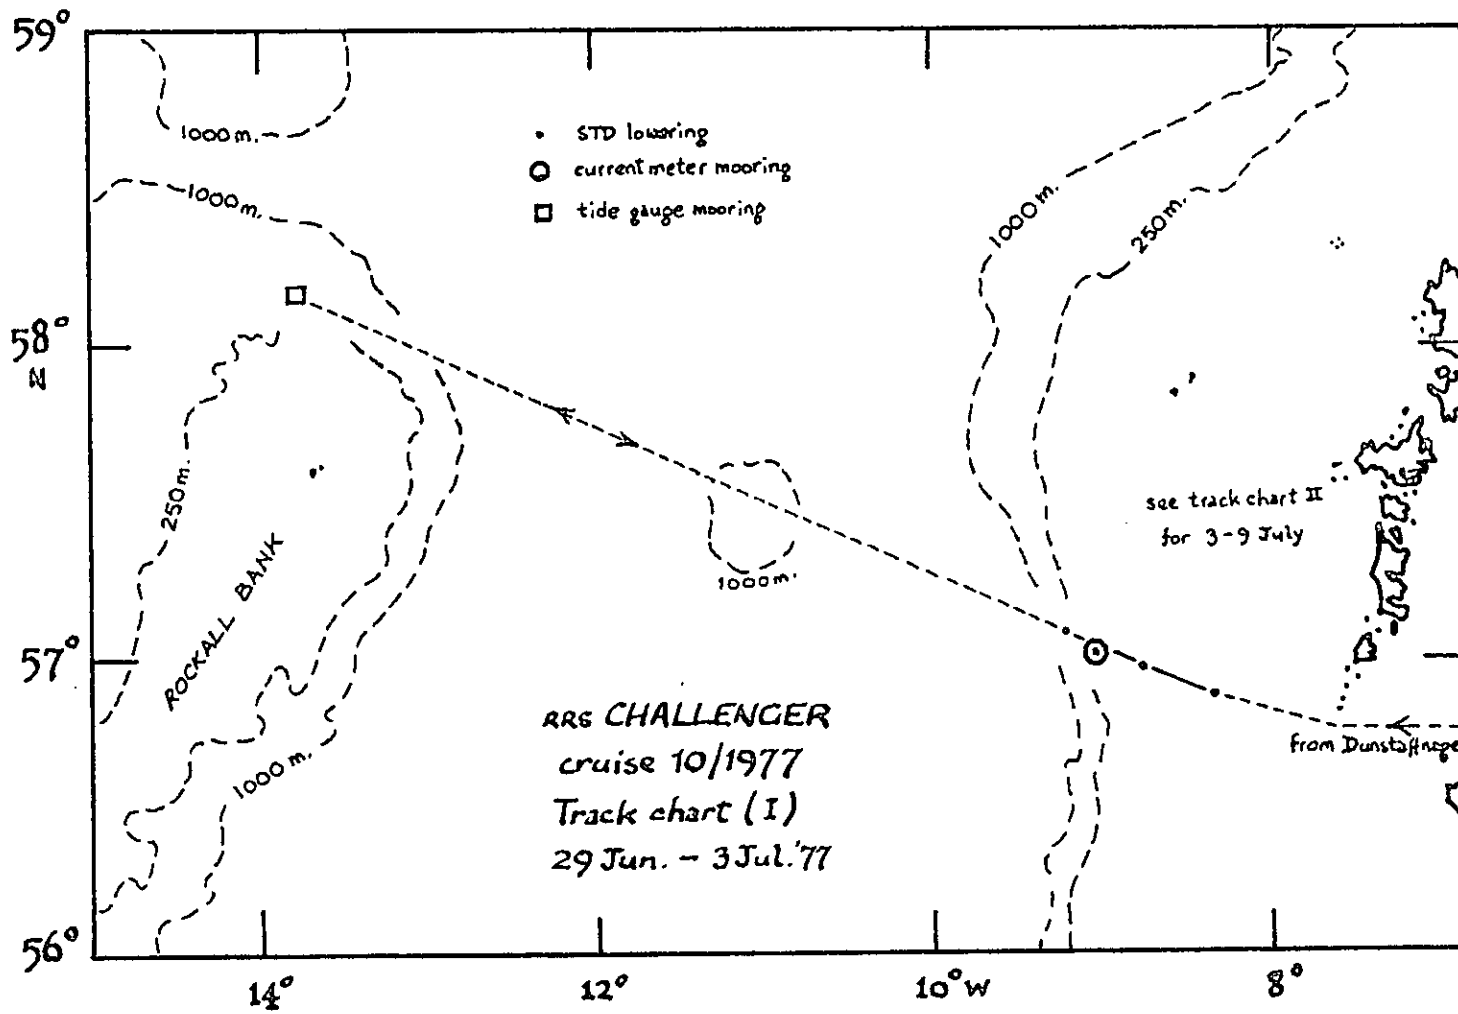 59°
1000m.
STD lowering
current meter mooring
tide gauge mooring
1000m.
1000m.
250m.
58°
N
250m.
see track chart II
for 3-9 July
1000m.
ROCKALL BANK
57°
RRS CHALLENGER
cruise 10/1977
Track chart (I)
29 Jun. - 3 Jul. '77
from Dunstaffnage
1000m.
56°
14°
12°
10°W
8°